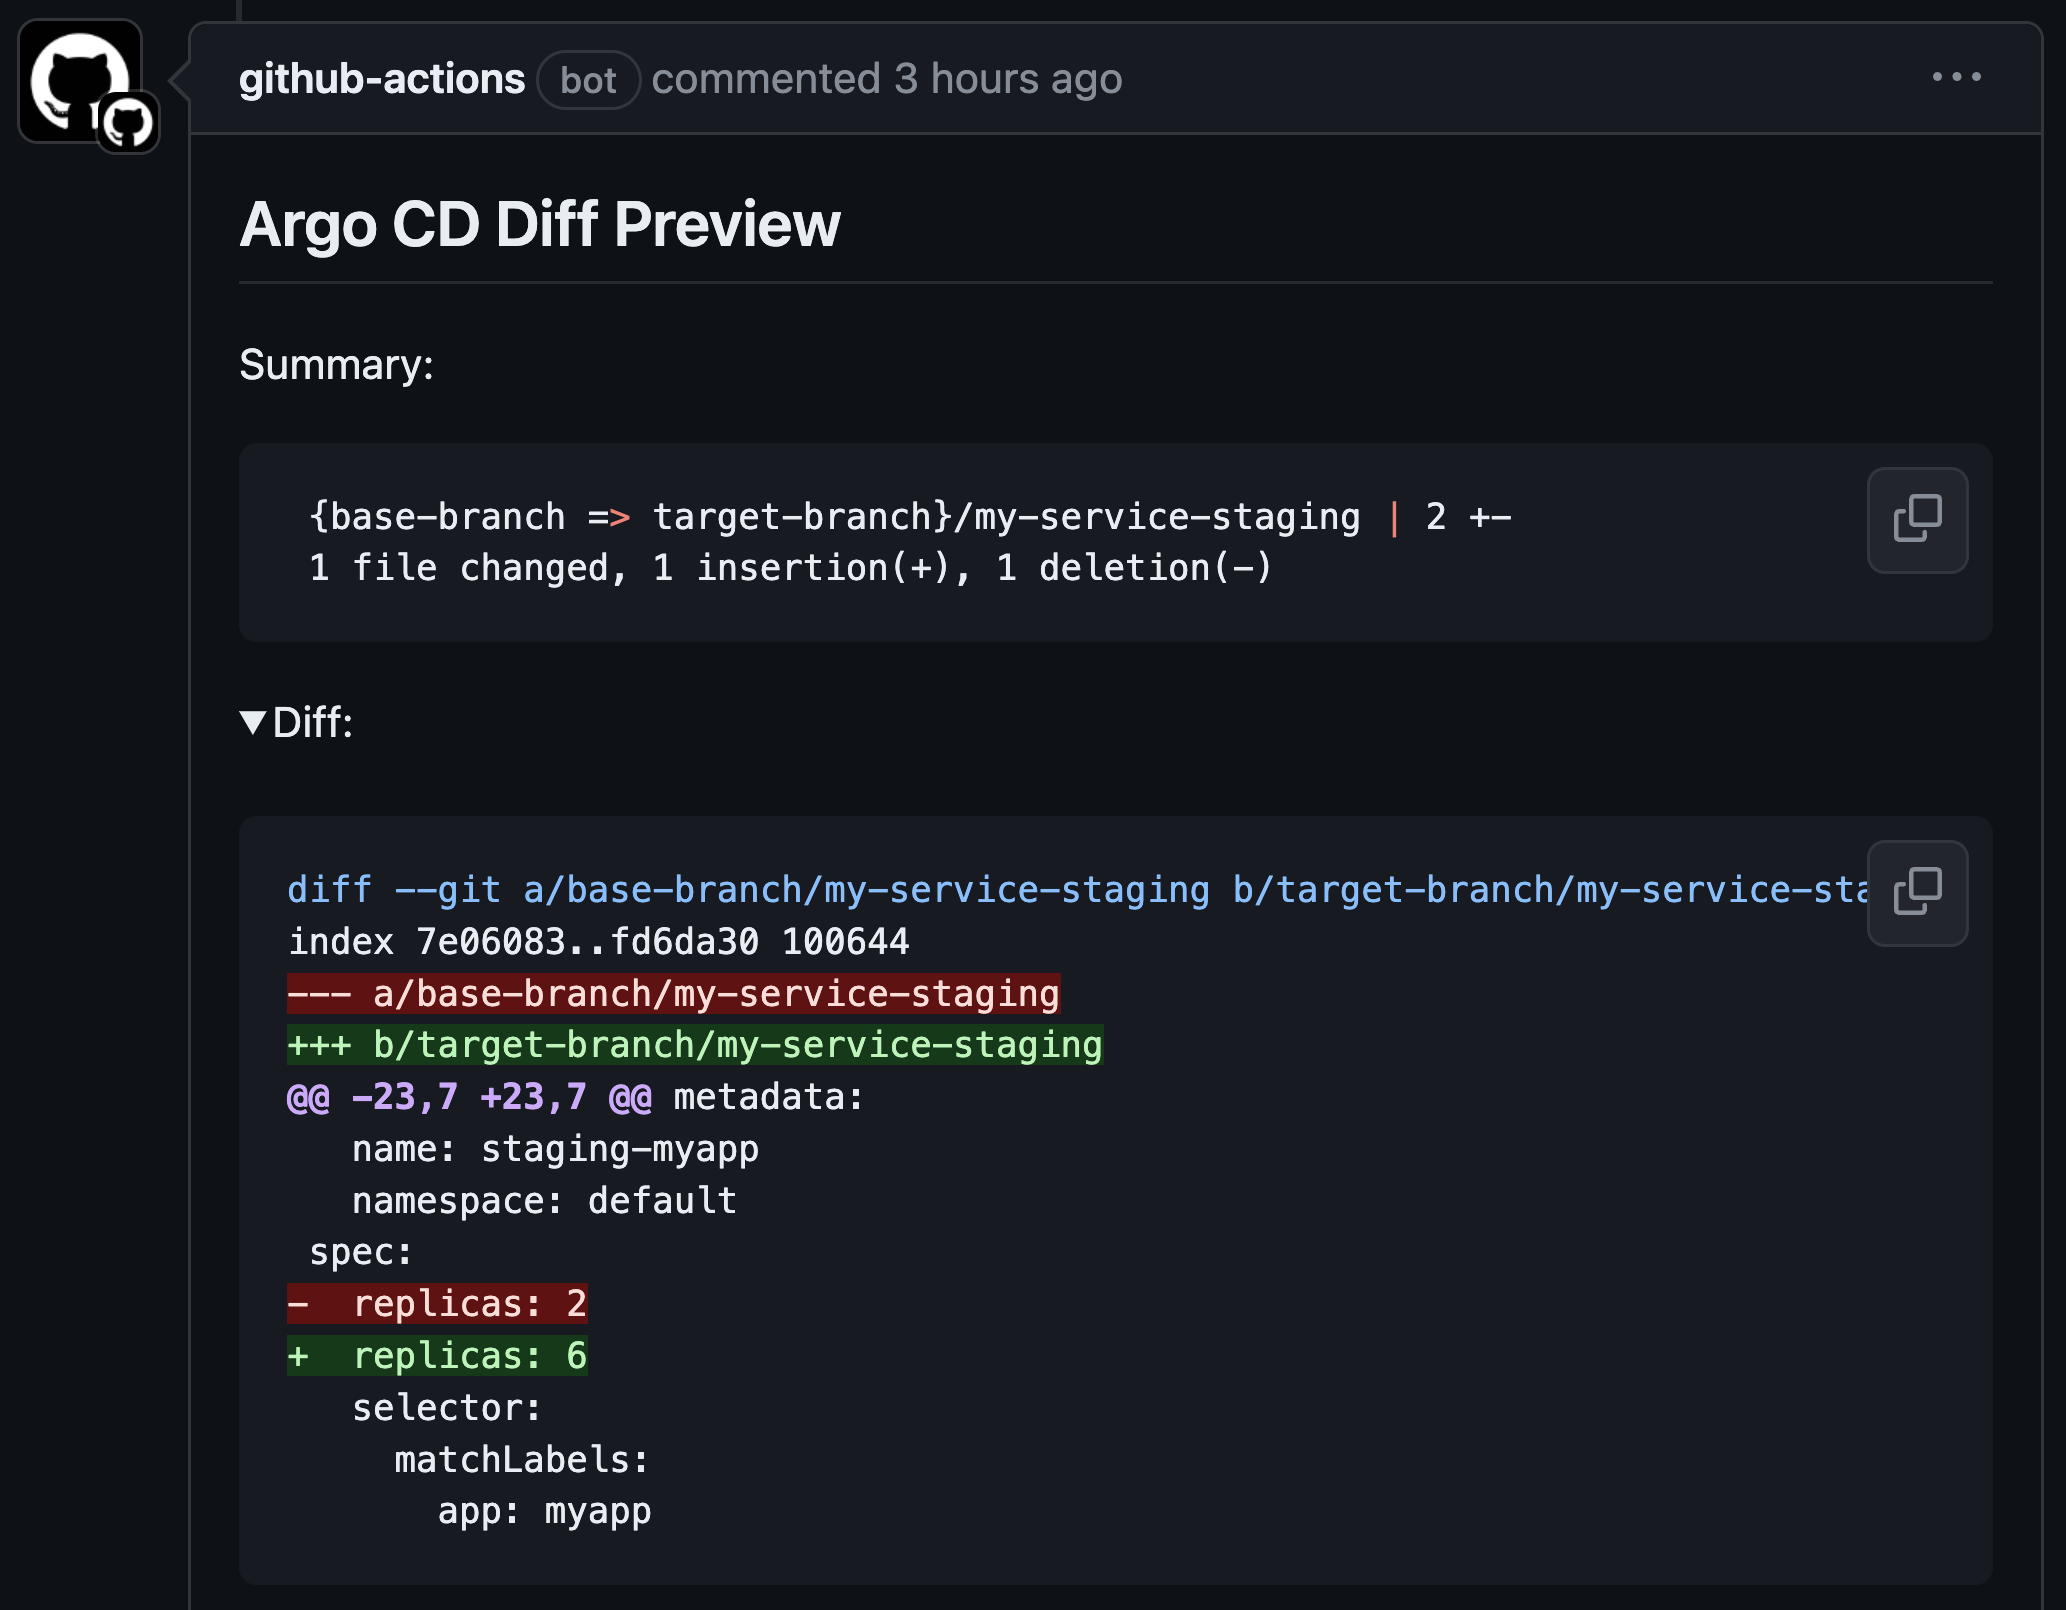 github-actions bot commented 3 hours ago
Argo CD Diff Preview
Summary:
{base-branch => target-branch}/my-service-staging | 2 +-
1 file changed, 1 insertion(+), 1 deletion(-)
▼Diff:
diff --git a/base-branch/my-service-staging b/target-branch/my-service-sta
index 7e06083..fd6da30 100644
--- a/base-branch/my-service-staging
+++ b/target-branch/my-service-staging
@@ -23,7 +23,7 @@ metadata:
   name: staging-myapp
   namespace: default
 spec:
-  replicas: 2
+  replicas: 6
   selector:
     matchLabels:
       app: myapp